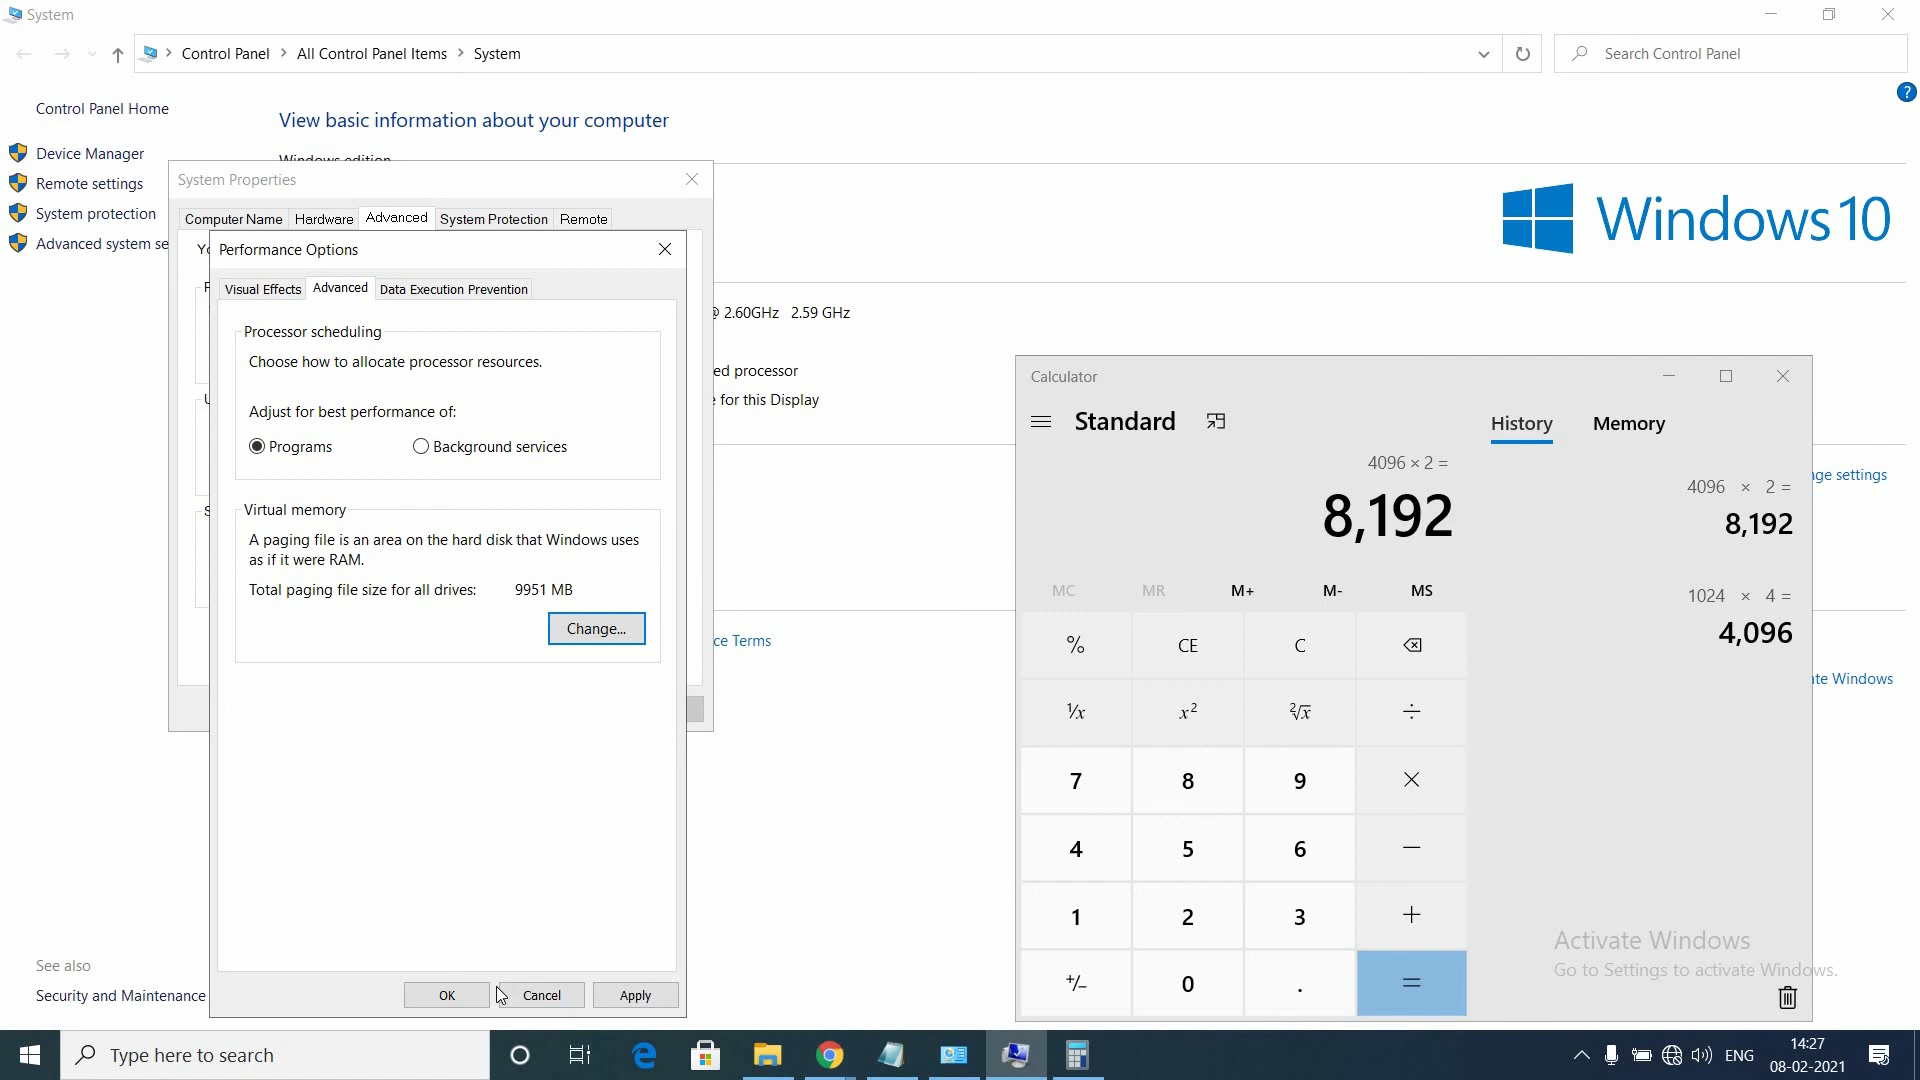 System
Control Panel
All Control Panel Items
System
Search Control Panel
Control Panel Home
?
View basic information about your computer
Windows edition
Device Manager
Remote settings
System protection
Advanced system se
Windows 10
System Properties
Computer Name
Hardware
Advanced
System Protection
Remote
Performance Options
Visual Effects
Advanced
Data Execution Prevention
Processor scheduling
Choose how to allocate processor resources.
Adjust for best performance of:
Programs
Background services
Virtual memory
A paging file is an area on the hard disk that Windows uses
as if it were RAM.
Total paging file size for all drives: 9951 MB
Change...
OK
Cancel
Apply
@ 2.60GHz 2.59 GHz
ed processor
e for this Display
ce Terms
nge settings
ate Windows
Calculator
Standard
History
Memory
4096 × 2 =
8,192
4096 × 2 =
8,192
1024 × 4 =
4,096
MC MR M+ M- MS
% CE C
¹/x x² ²√x ÷
7 8 9 ×
4 5 6 −
1 2 3 +
+/− 0 . =
Activate Windows
Go to Settings to activate Windows.
See also
Security and Maintenance
Type here to search
ENG
14:27
08-02-2021